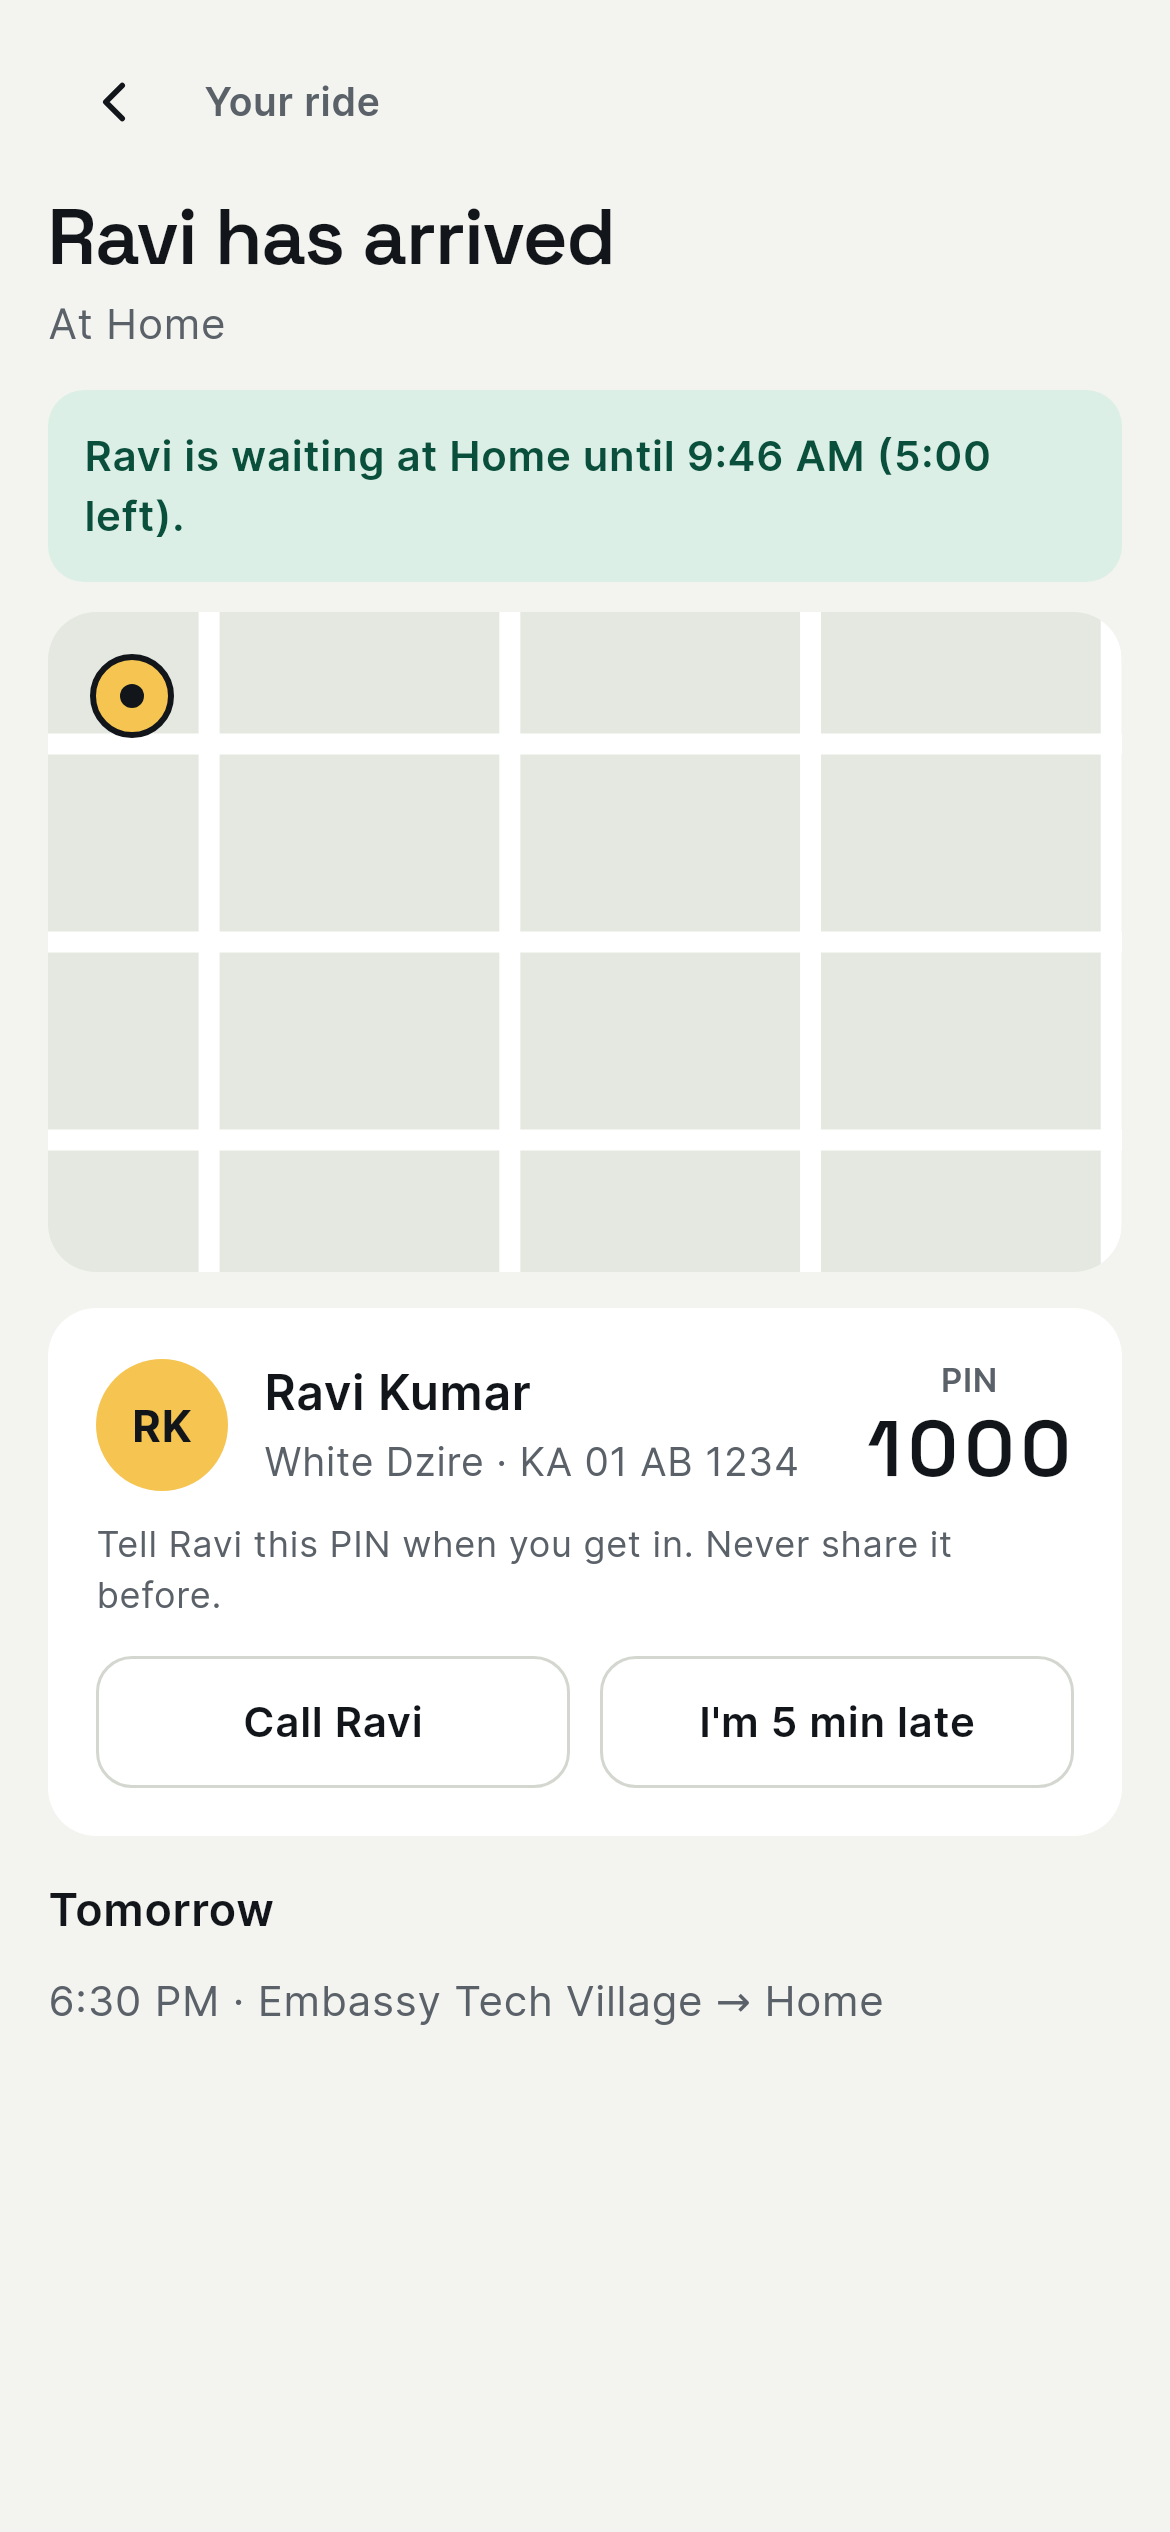 Your ride
Ravi has arrived
At Home
Ravi is waiting at Home until 9:46 AM (5:00
left).
RK
Ravi Kumar
White Dzire · KA 01 AB 1234
PIN
1000
Tell Ravi this PIN when you get in. Never share it
before.
Call Ravi
I'm 5 min late
Tomorrow
6:30 PM · Embassy Tech Village → Home